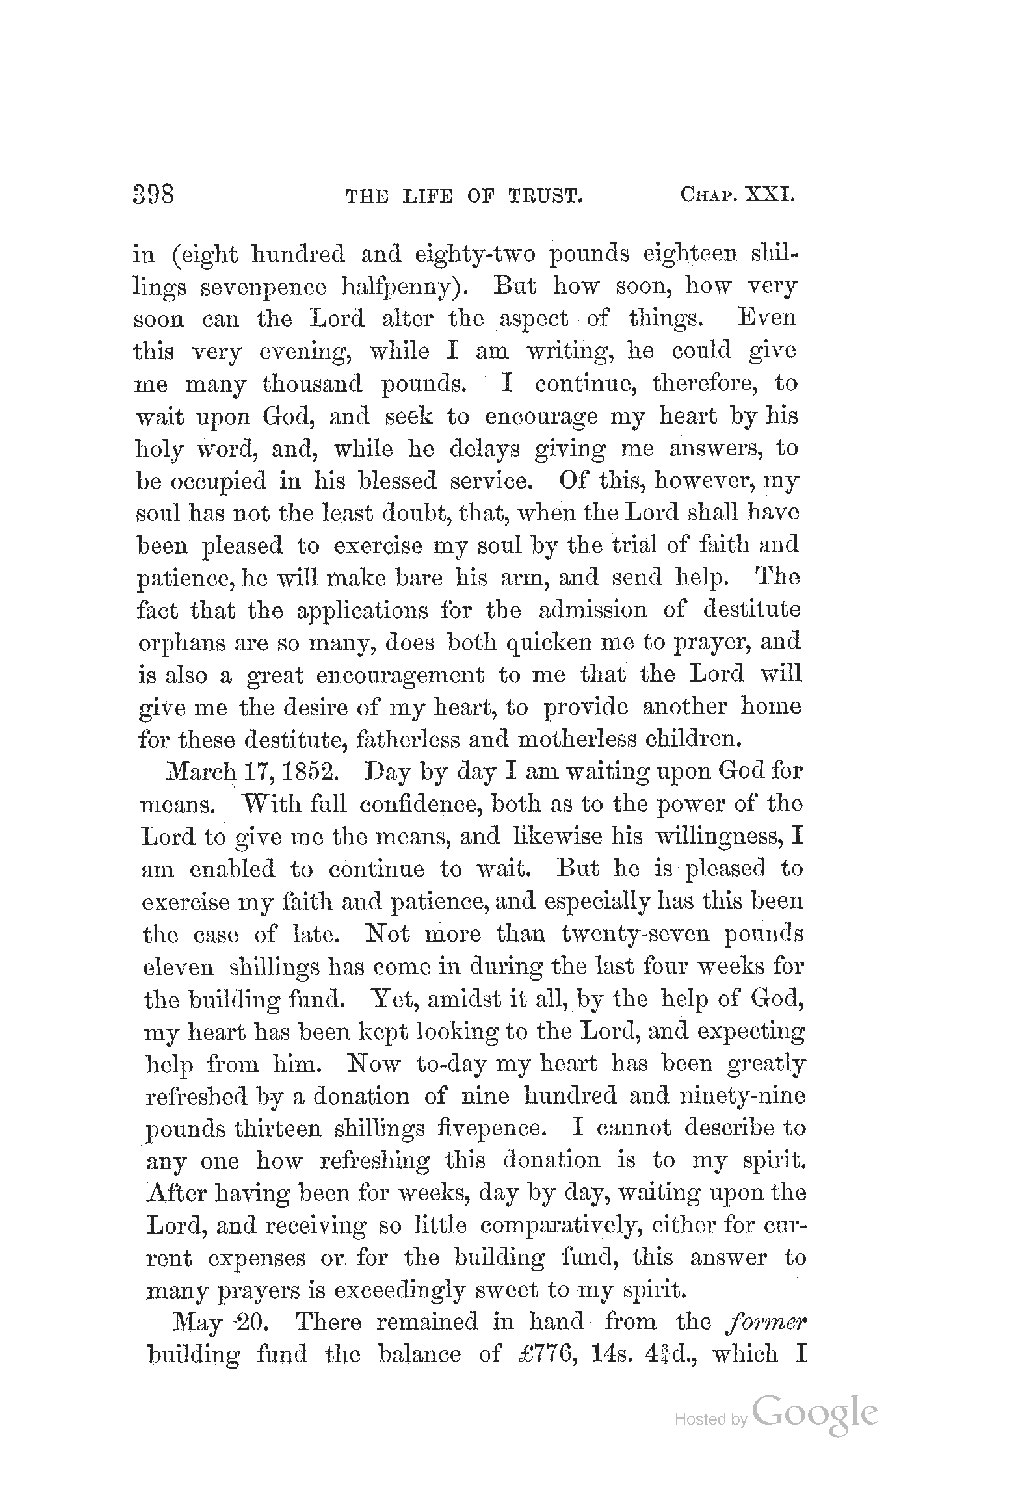 398 THE LIFE OF TRUST. CHAP. XXI.
in (eight hundred and eighty-two pounds eighteen shil-
lings sevenpence halfpenny). But how soon, how very
soon can the Lord alter the aspect of things. Even
this very evening, while I am writing, he could give
me many thousand pounds. I continue, therefore, to
wait upon God, and seek to encourage my heart by his
holy word, and, while he delays giving me answers, to
be occupied in his blessed service. Of this, however, my
soul has not the least doubt, that, when the Lord shall have
been pleased to exercise my soul by the trial of faith and
patience, he will make bare his arm, and send help. The
fact that the applications for the admission of destitute
orphans are so many, does both quicken me to prayer, and
is also a great encouragement to me that the Lord will
give me the desire of my heart, to provide another home
for these destitute, fatherless and motherless children.
March 17, 1852. Day by day I am waiting upon God for
means. With full confidence, both as to the power of the
Lord to give me the means, and likewise his willingness, I
am enabled to continue to wait. But he is pleased to
exercise my faith and patience, and especially has this been
the case of late. Not more than twenty-seven pounds
eleven shillings has come in during the last four weeks for
the building fund. Yet, amidst it all, by the help of God,
my heart has been kept looking to the Lord, and expecting
help from him. Now to-day my heart has been greatly
refreshed by a donation of nine hundred and ninety-nine
pounds thirteen shillings fivepence. I cannot describe to
any one how refreshing this donation is to my spirit.
After having been for weeks, day by day, waiting upon the
Lord, and receiving so little comparatively, either for cur-
rent expenses or for the building fund, this answer to
many prayers is exceedingly sweet to my spirit.
May 20. There remained in hand from the former
building fund the balance of £776, 14s. 4¾d., which I
Hosted by Google